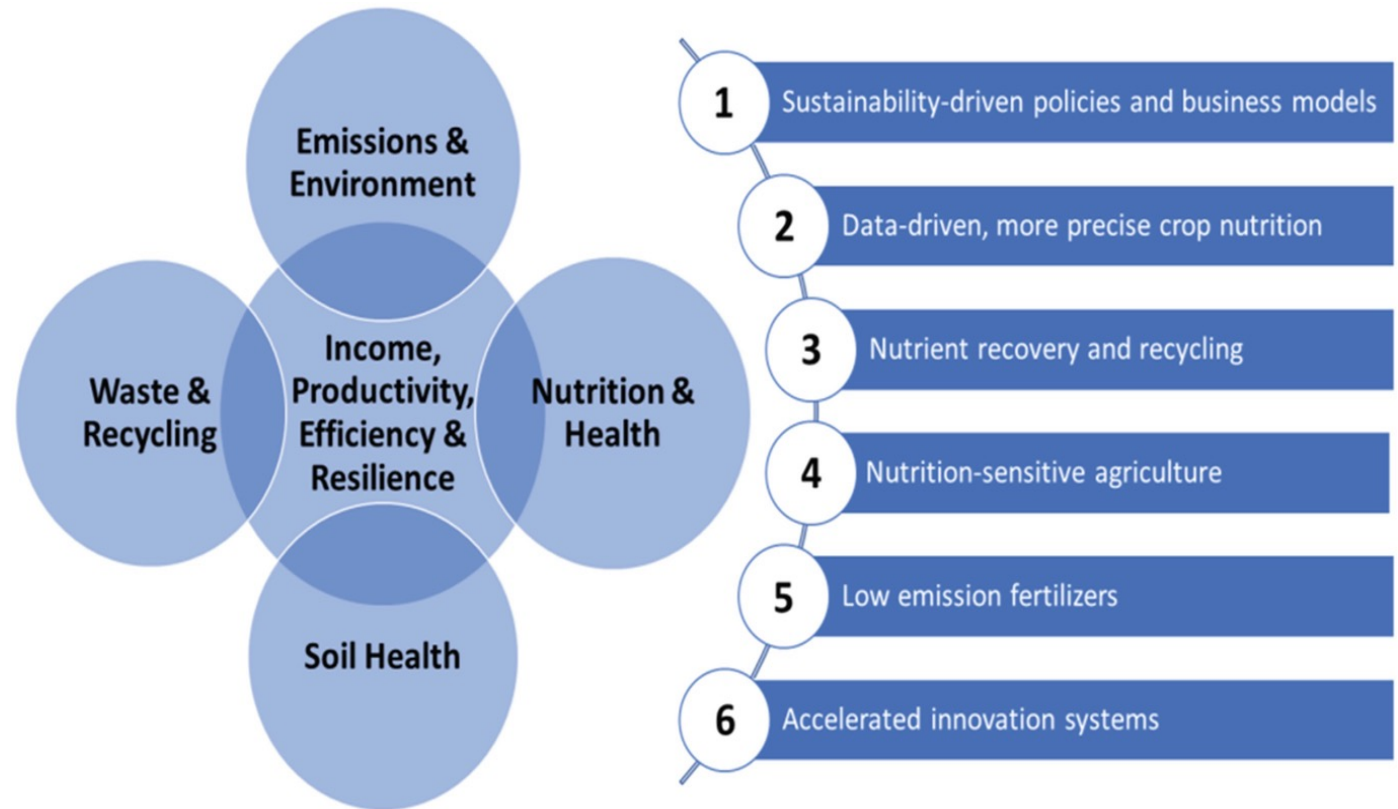 Emissions &
Environment
Waste &
Recycling
Income,
Productivity,
Efficiency &
Resilience
Nutrition &
Health
Soil Health
1
Sustainability-driven policies and business models
2
Data-driven, more precise crop nutrition
3
Nutrient recovery and recycling
4
Nutrition-sensitive agriculture
5
Low emission fertilizers
6
Accelerated innovation systems